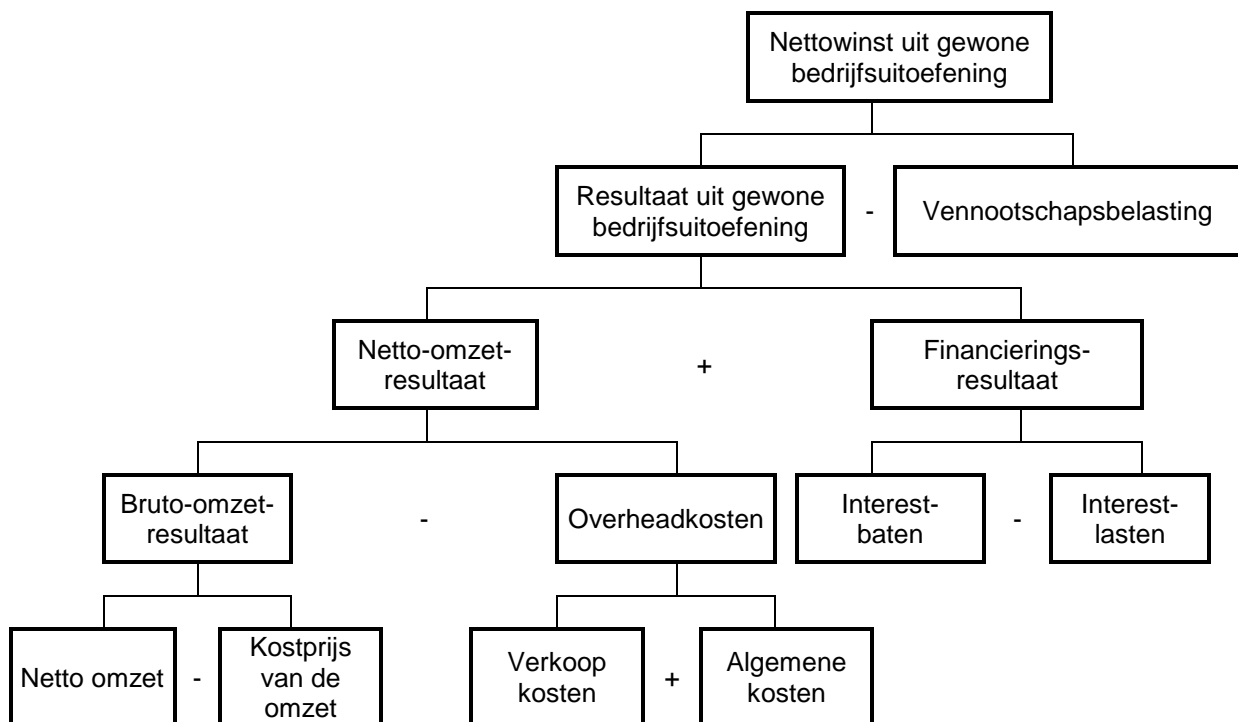 Nettowinst uit gewone
bedrijfsuitoefening
Resultaat uit gewone
bedrijfsuitoefening
-
Vennootschapsbelasting
Netto-omzet-
resultaat
+
Financierings-
resultaat
Bruto-omzet-
resultaat
-
Overheadkosten
Interest-
baten
-
Interest-
lasten
Netto omzet
-
Kostprijs
van de
omzet
Verkoop
kosten
+
Algemene
kosten